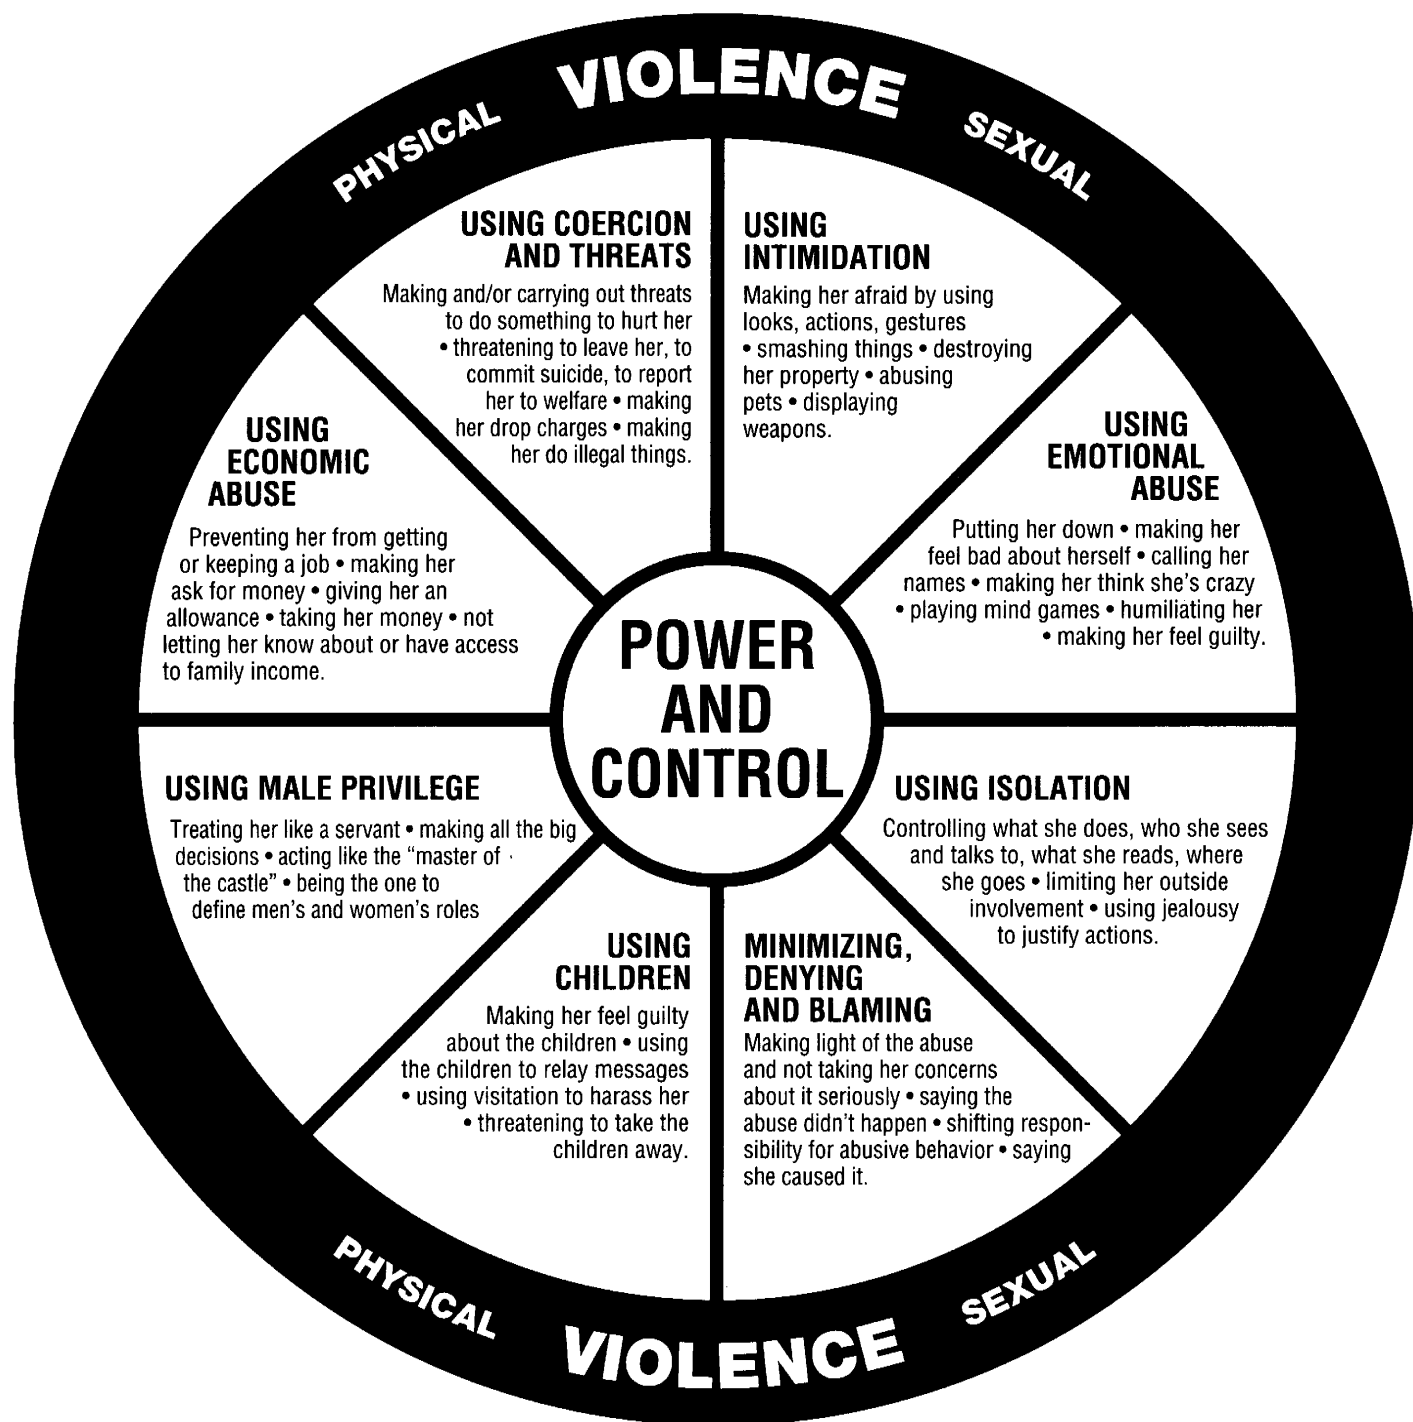 VIOLENCE
PHYSICAL
SEXUAL
USING COERCION
AND THREATS
Making and/or carrying out threats
to do something to hurt her
• threatening to leave her, to
commit suicide, to report
her to welfare • making
her drop charges • making
her do illegal things.
USING
INTIMIDATION
Making her afraid by using
looks, actions, gestures
• smashing things • destroying
her property • abusing
pets • displaying
weapons.
USING
EMOTIONAL
ABUSE
Putting her down • making her
feel bad about herself • calling her
names • making her think she's crazy
• playing mind games • humiliating her
• making her feel guilty.
USING ISOLATION
Controlling what she does, who she sees
and talks to, what she reads, where
she goes • limiting her outside
involvement • using jealousy
to justify actions.
MINIMIZING,
DENYING
AND BLAMING
Making light of the abuse
and not taking her concerns
about it seriously • saying the
abuse didn't happen • shifting respon-
sibility for abusive behavior • saying
she caused it.
USING
CHILDREN
Making her feel guilty
about the children • using
the children to relay messages
• using visitation to harass her
• threatening to take the
children away.
USING MALE PRIVILEGE
Treating her like a servant • making all the big
decisions • acting like the “master of
the castle” • being the one to
define men's and women's roles
USING
ECONOMIC
ABUSE
Preventing her from getting
or keeping a job • making her
ask for money • giving her an
allowance • taking her money • not
letting her know about or have access
to family income.
POWER
AND
CONTROL
PHYSICAL
VIOLENCE
SEXUAL